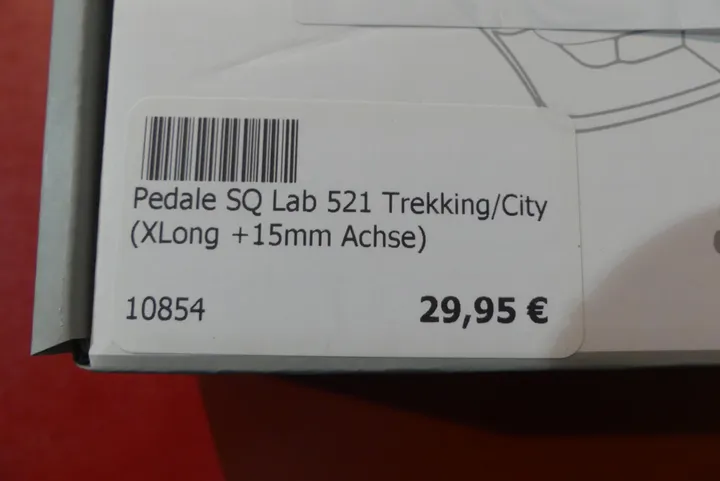 Pedale SQ Lab 521 Trekking/City
(XLong +15mm Achse)
10854
29,95 €